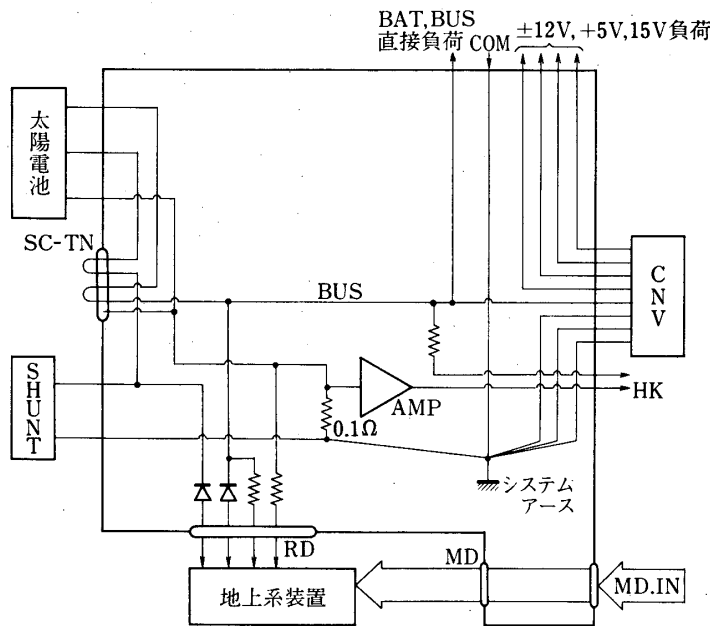 BAT,BUS
直接負荷
COM
±12V,+5V,15V負荷
太陽電池
SC-TN
BUS
CNV
SHUNT
AMP
HK
0.1Ω
システム
アース
RD
MD
地上系装置
MD.IN